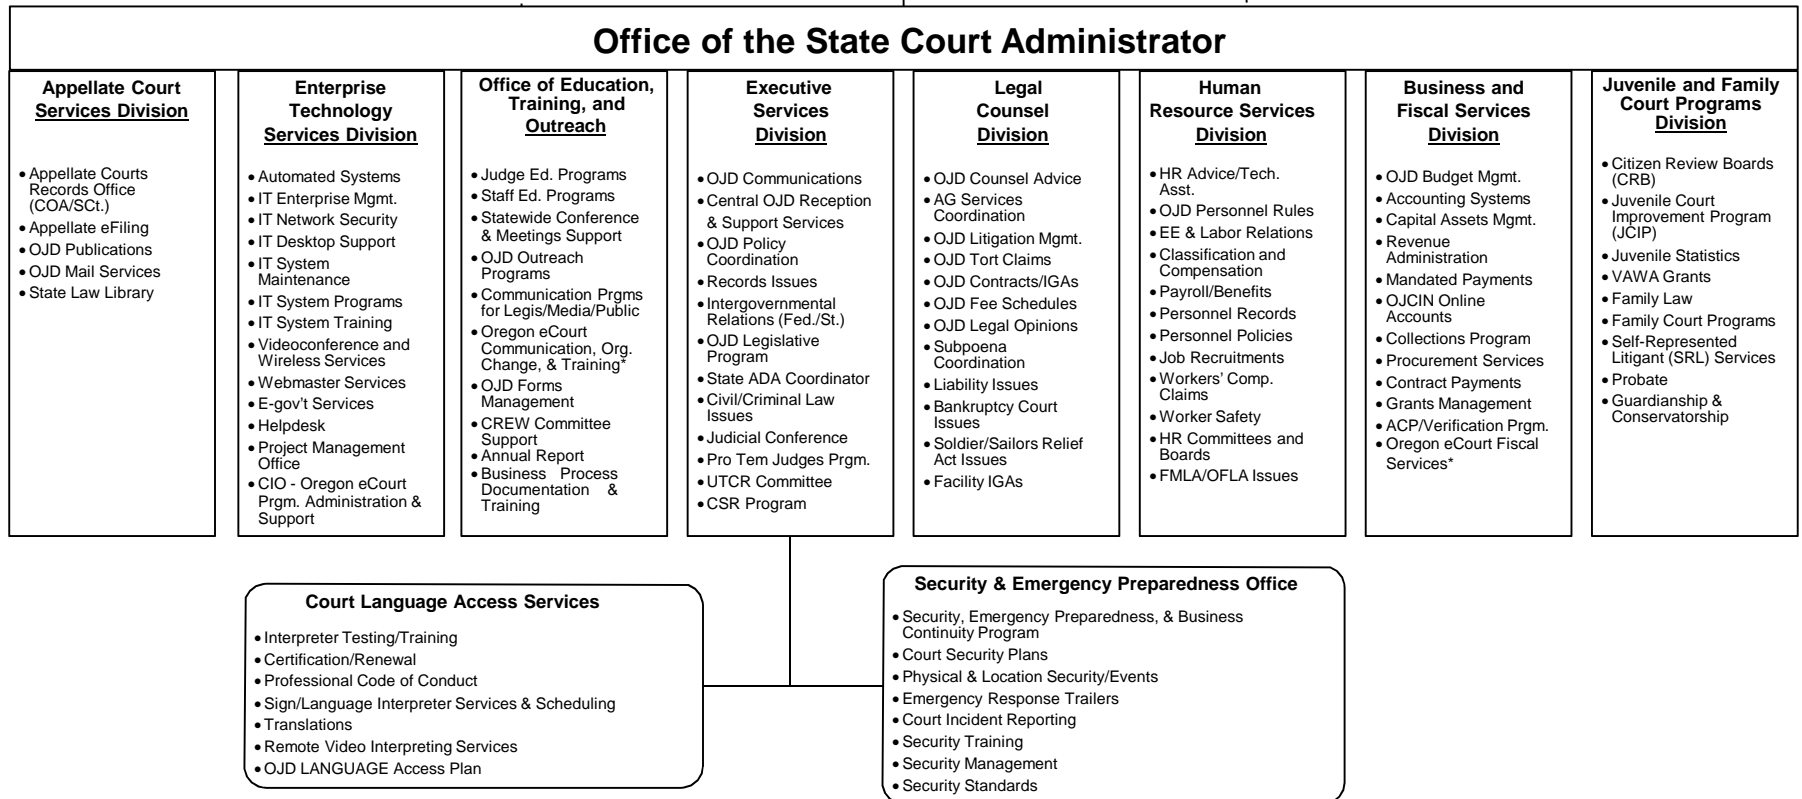 Office of the State Court Administrator
Appellate Court
Services Division
• Appellate Courts
Records Office
(COA/SCt.)
• Appellate eFiling
• OJD Publications
• OJD Mail Services
• State Law Library
Enterprise
Technology
Services Division
• Automated Systems
• IT Enterprise Mgmt.
• IT Network Security
• IT Desktop Support
• IT System
Maintenance
• IT System Programs
• IT System Training
• Videoconference and
Wireless Services
• Webmaster Services
• E-gov't Services
• Helpdesk
• Project Management
Office
• CIO - Oregon eCourt
Prgm. Administration &
Support
Office of Education,
Training, and
Outreach
• Judge Ed. Programs
• Staff Ed. Programs
• Statewide Conference
& Meetings Support
• OJD Outreach
Programs
• Communication Prgms
for Legis/Media/Public
• Oregon eCourt
Communication, Org.
Change, & Training*
• OJD Forms
Management
• CREW Committee
Support
• Annual Report
• Business Process
Documentation &
Training
Executive
Services
Division
• OJD Communications
• Central OJD Reception
& Support Services
• OJD Policy
Coordination
• Records Issues
• Intergovernmental
Relations (Fed./St.)
• OJD Legislative
Program
• State ADA Coordinator
• Civil/Criminal Law
Issues
• Judicial Conference
• Pro Tem Judges Prgm.
• UTCR Committee
• CSR Program
Legal
Counsel
Division
• OJD Counsel Advice
• AG Services
Coordination
• OJD Litigation Mgmt.
• OJD Tort Claims
• OJD Contracts/IGAs
• OJD Fee Schedules
• OJD Legal Opinions
• Subpoena
Coordination
• Liability Issues
• Bankruptcy Court
Issues
• Soldier/Sailors Relief
Act Issues
• Facility IGAs
Human
Resource Services
Division
• HR Advice/Tech.
Asst.
• OJD Personnel Rules
• EE & Labor Relations
• Classification and
Compensation
• Payroll/Benefits
• Personnel Records
• Personnel Policies
• Job Recruitments
• Workers' Comp.
Claims
• Worker Safety
• HR Committees and
Boards
• FMLA/OFLA Issues
Business and
Fiscal Services
Division
• OJD Budget Mgmt.
• Accounting Systems
• Capital Assets Mgmt.
• Revenue
Administration
• Mandated Payments
• OJCIN Online
Accounts
• Collections Program
• Procurement Services
• Contract Payments
• Grants Management
• ACP/Verification Prgm.
• Oregon eCourt Fiscal
Services*
Juvenile and Family
Court Programs
Division
• Citizen Review Boards
(CRB)
• Juvenile Court
Improvement Program
(JCIP)
• Juvenile Statistics
• VAWA Grants
• Family Law
• Family Court Programs
• Self-Represented
Litigant (SRL) Services
• Probate
• Guardianship &
Conservatorship
Court Language Access Services
• Interpreter Testing/Training
• Certification/Renewal
• Professional Code of Conduct
• Sign/Language Interpreter Services & Scheduling
• Translations
• Remote Video Interpreting Services
• OJD LANGUAGE Access Plan
Security & Emergency Preparedness Office
• Security, Emergency Preparedness, & Business
Continuity Program
• Court Security Plans
• Physical & Location Security/Events
• Emergency Response Trailers
• Court Incident Reporting
• Security Training
• Security Management
• Security Standards